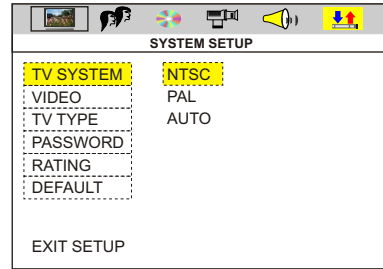 SYSTEM SETUP
TV SYSTEM NTSC
VIDEO PAL
TV TYPE AUTO
PASSWORD
RATING
DEFAULT
EXIT SETUP